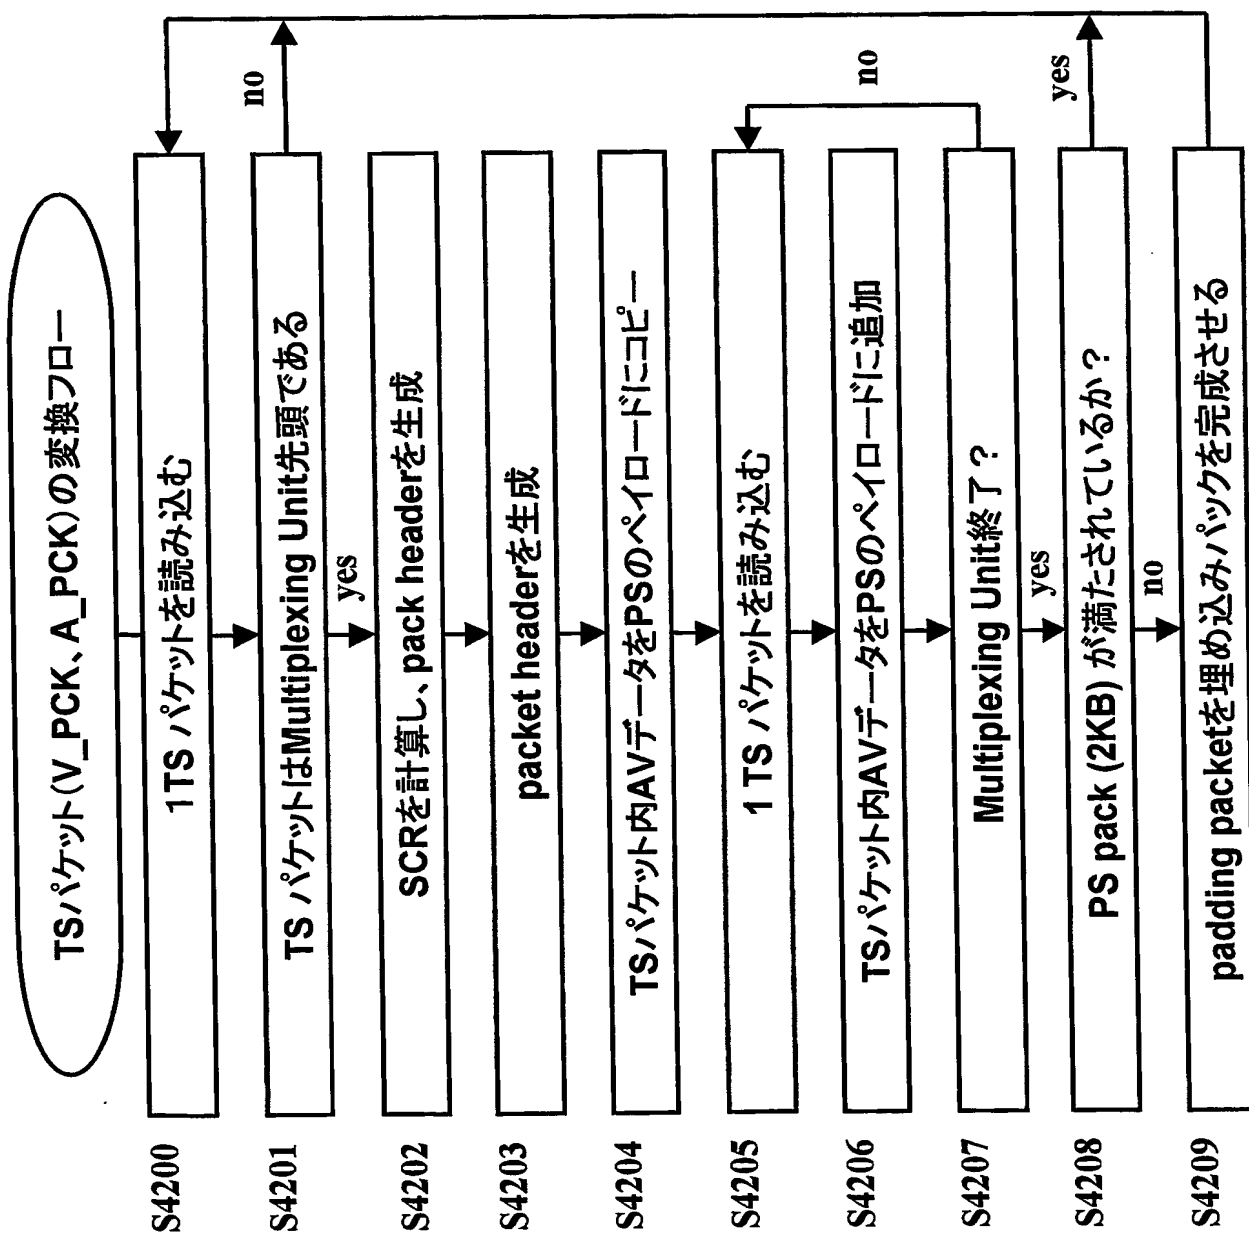 TSパケット(V_PCK、A_PCK)の変換フロー
S4200
1TS パケットを読み込む
S4201
TS パケットはMultiplexing Unit先頭である
no
yes
S4202
SCRを計算し、pack headerを生成
S4203
packet headerを生成
S4204
TSパケット内AVデータをPSのペイロードにコピー
S4205
1 TS パケットを読み込む
S4206
TSパケット内AVデータをPSのペイロードに追加
S4207
Multiplexing Unit終了?
no
yes
S4208
PS pack (2KB) が満たされているか?
yes
no
S4209
padding packetを埋め込みパックを完成させる